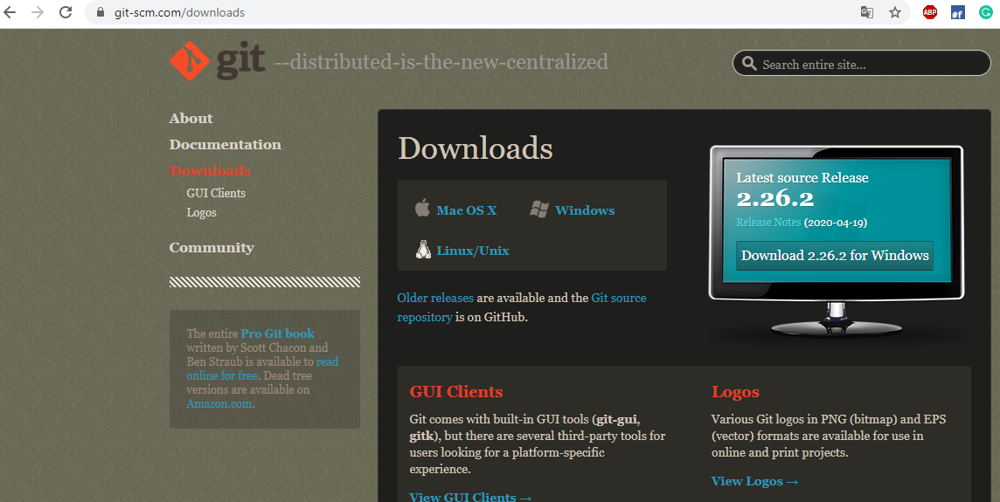 git-scm.com/downloads
ABP
#f
G
git --distributed-is-the-new-centralized
Search entire site...
About
Documentation
Downloads
GUI Clients
Logos
Community
The entire Pro Git book
written by Scott Chacon and
Ben Straub is available to read
online for free. Dead tree
versions are available on
Amazon.com.
Downloads
Mac OS X
Windows
Linux/Unix
Older releases are available and the Git source
repository is on GitHub.
Latest source Release
2.26.2
Release Notes (2020-04-19)
Download 2.26.2 for Windows
GUI Clients
Git comes with built-in GUI tools (git-gui,
gitk), but there are several third-party tools for
users looking for a platform-specific
experience.
View GUI Clients →
Logos
Various Git logos in PNG (bitmap) and EPS
(vector) formats are available for use in
online and print projects.
View Logos →